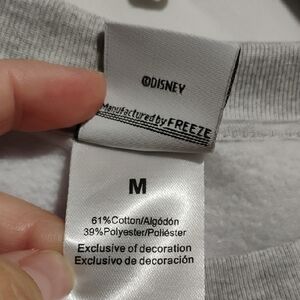 ©DISNEY
Manufactured by FREEZE
M
61%Cotton/Algodón
39%Polyester/Poliéster
Exclusive of decoration
Exclusivo de decoración